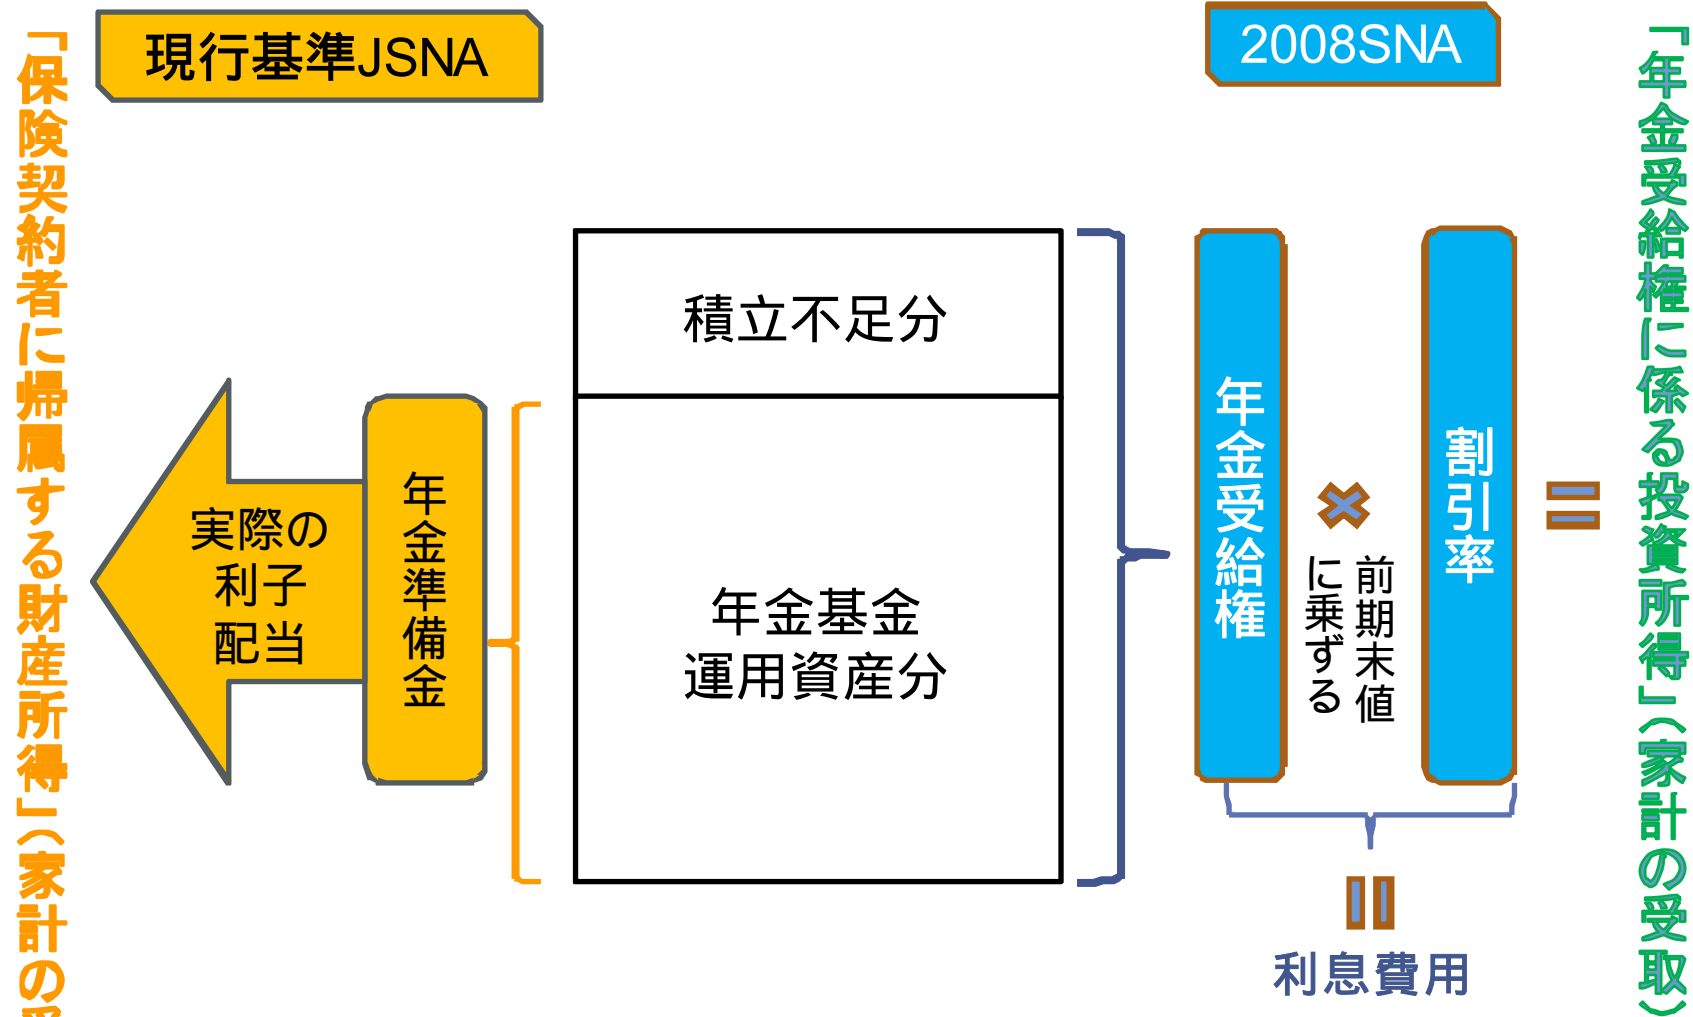 現行基準JSNA
2008SNA
「保険契約者に帰属する財産所得」(家計の受
実際の
利子
配当
年金準備金
積立不足分
年金基金
運用資産分
年金受給権
×
前期末値
に乗ずる
割引率
=
=
利息費用
「年金受給権に係る投資所得」(家計の受取)